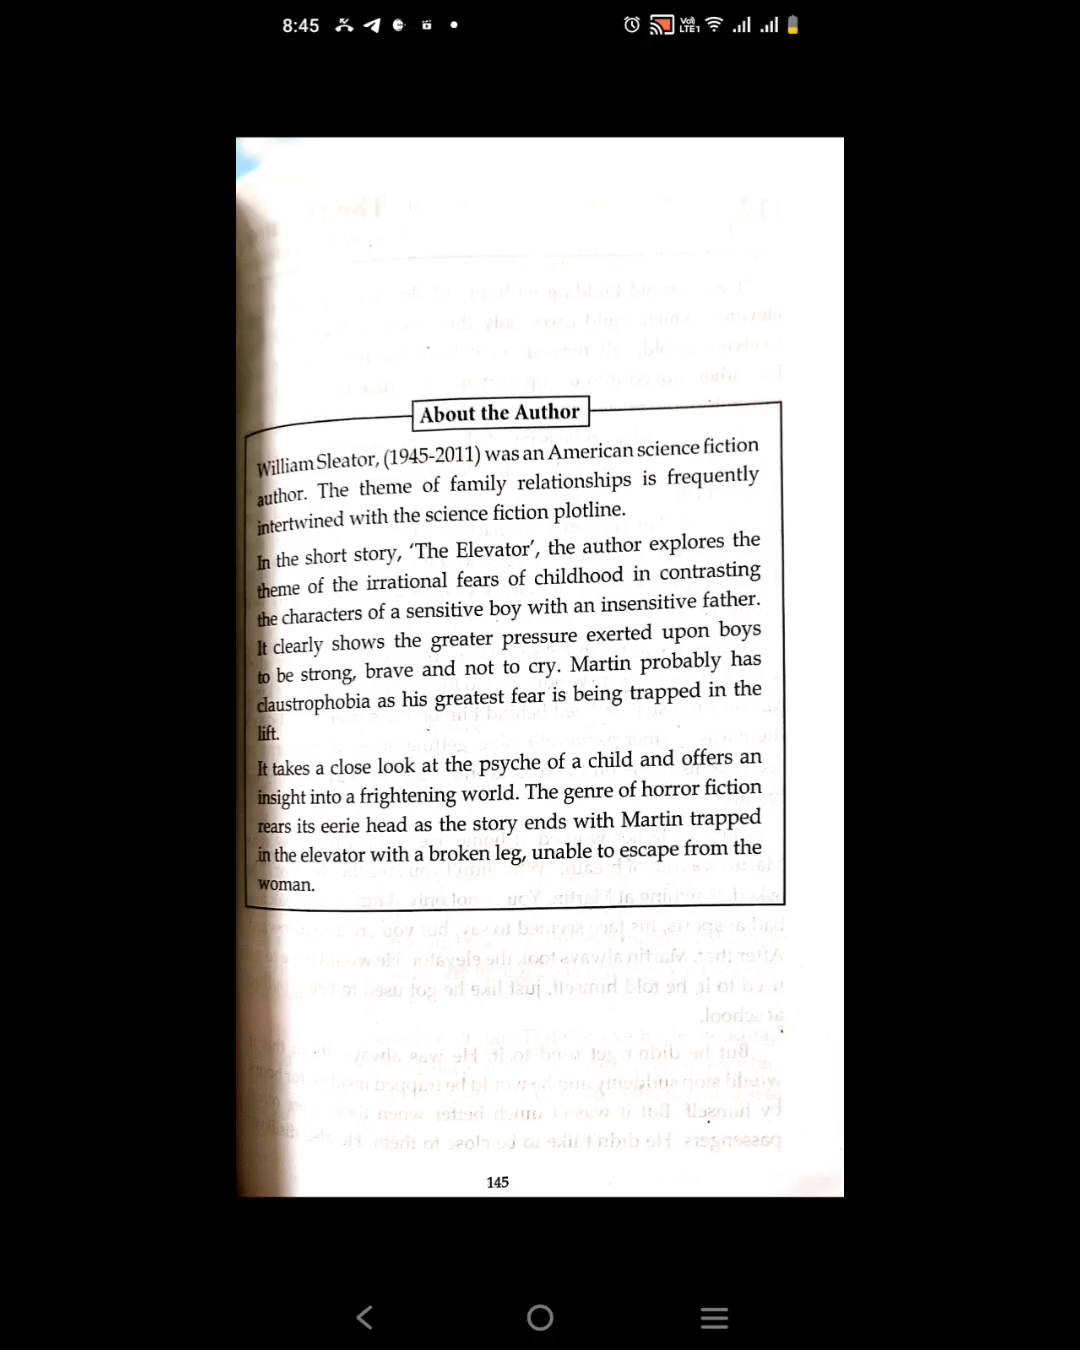 8:45
VoI)
LTE1
About the Author
William Sleator, (1945-2011) was an American science fiction
author. The theme of family relationships is frequently
intertwined with the science fiction plotline.
In the short story, ‘The Elevator’, the author explores the
theme of the irrational fears of childhood in contrasting
the characters of a sensitive boy with an insensitive father.
It clearly shows the greater pressure exerted upon boys
to be strong, brave and not to cry. Martin probably has
claustrophobia as his greatest fear is being trapped in the
lift.
It takes a close look at the psyche of a child and offers an
insight into a frightening world. The genre of horror fiction
rears its eerie head as the story ends with Martin trapped
in the elevator with a broken leg, unable to escape from the
woman.
145